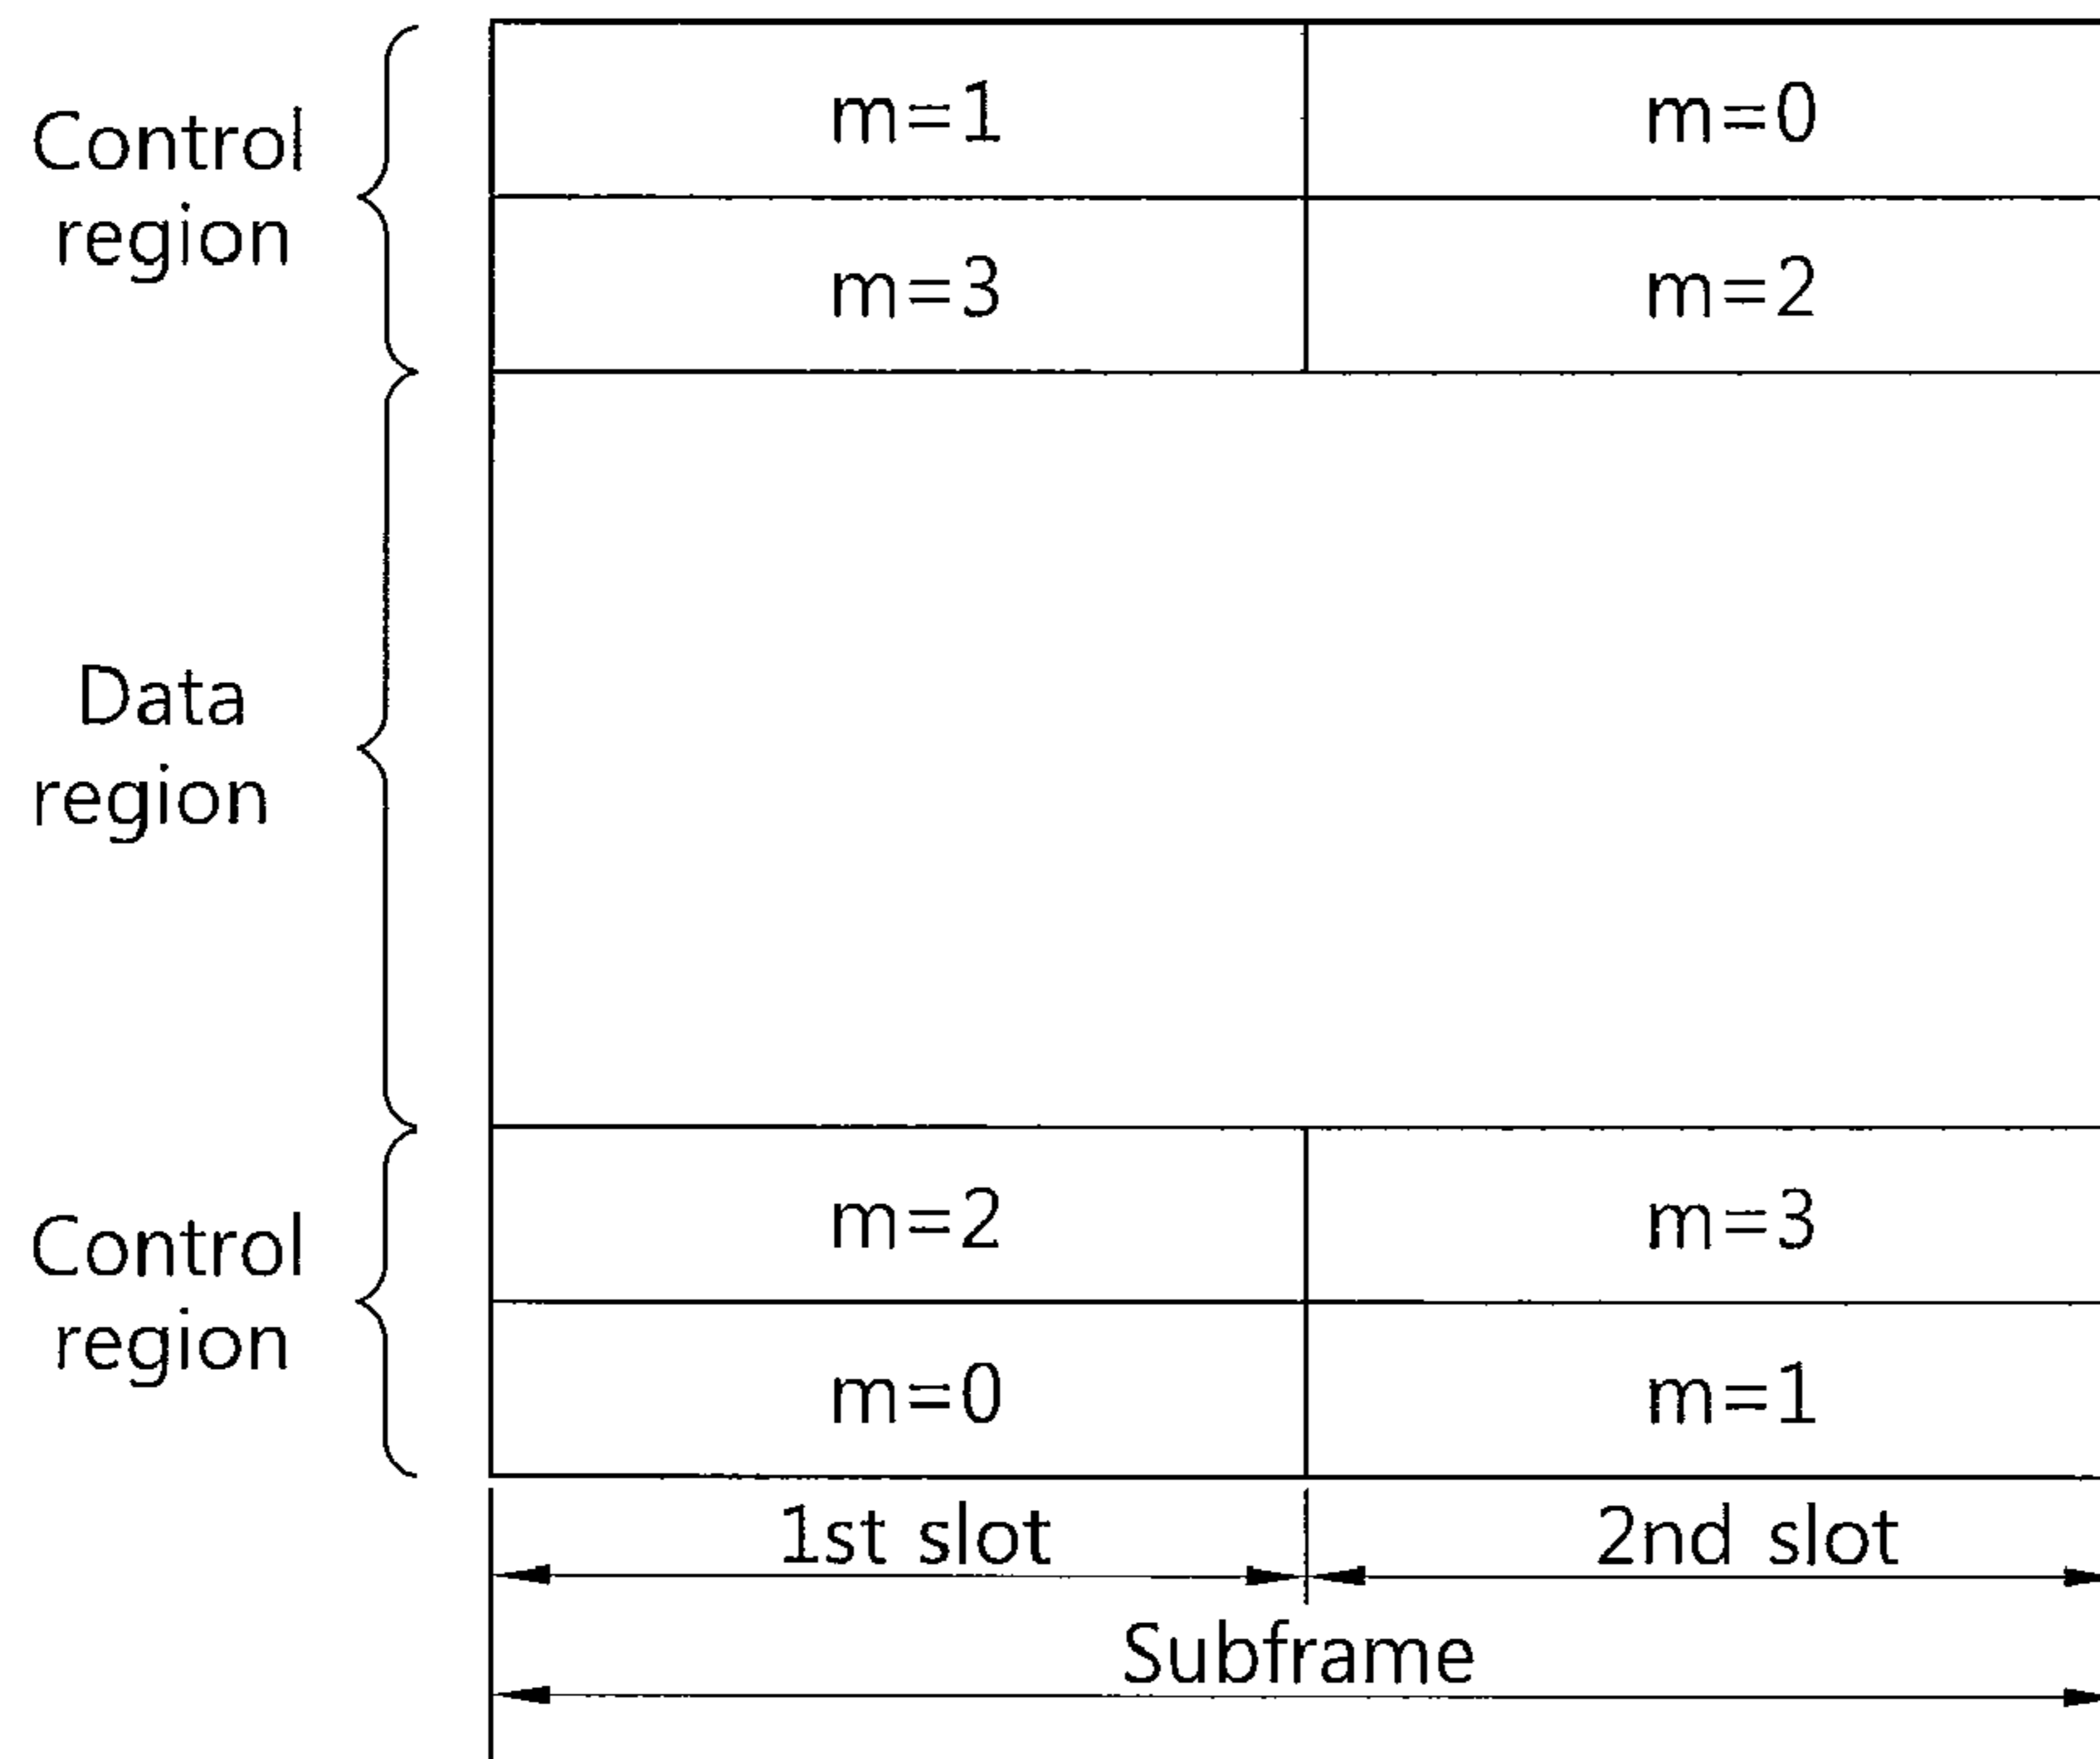 m=1 m=0
Control
region
m=3 m=2
Data
region
m=2 m=3
Control
region
m=0 m=1
1st slot 2nd slot
Subframe